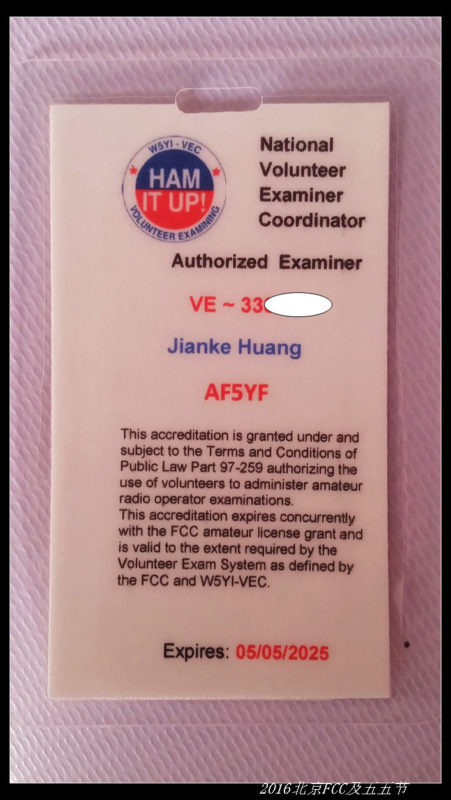 W5YI - VEC
HAM
IT UP!
VOLUNTEER EXAMINING
National
Volunteer
Examiner
Coordinator
Authorized Examiner
VE ~ 33
Jianke Huang
AF5YF
This accreditation is granted under and
subject to the Terms and Conditions of
Public Law Part 97-259 authorizing the
use of volunteers to administer amateur
radio operator examinations.
This accreditation expires concurrently
with the FCC amateur license grant and
is valid to the extent required by the
Volunteer Exam System as defined by
the FCC and W5YI-VEC.
Expires: 05/05/2025
2016北京FCC及五五节